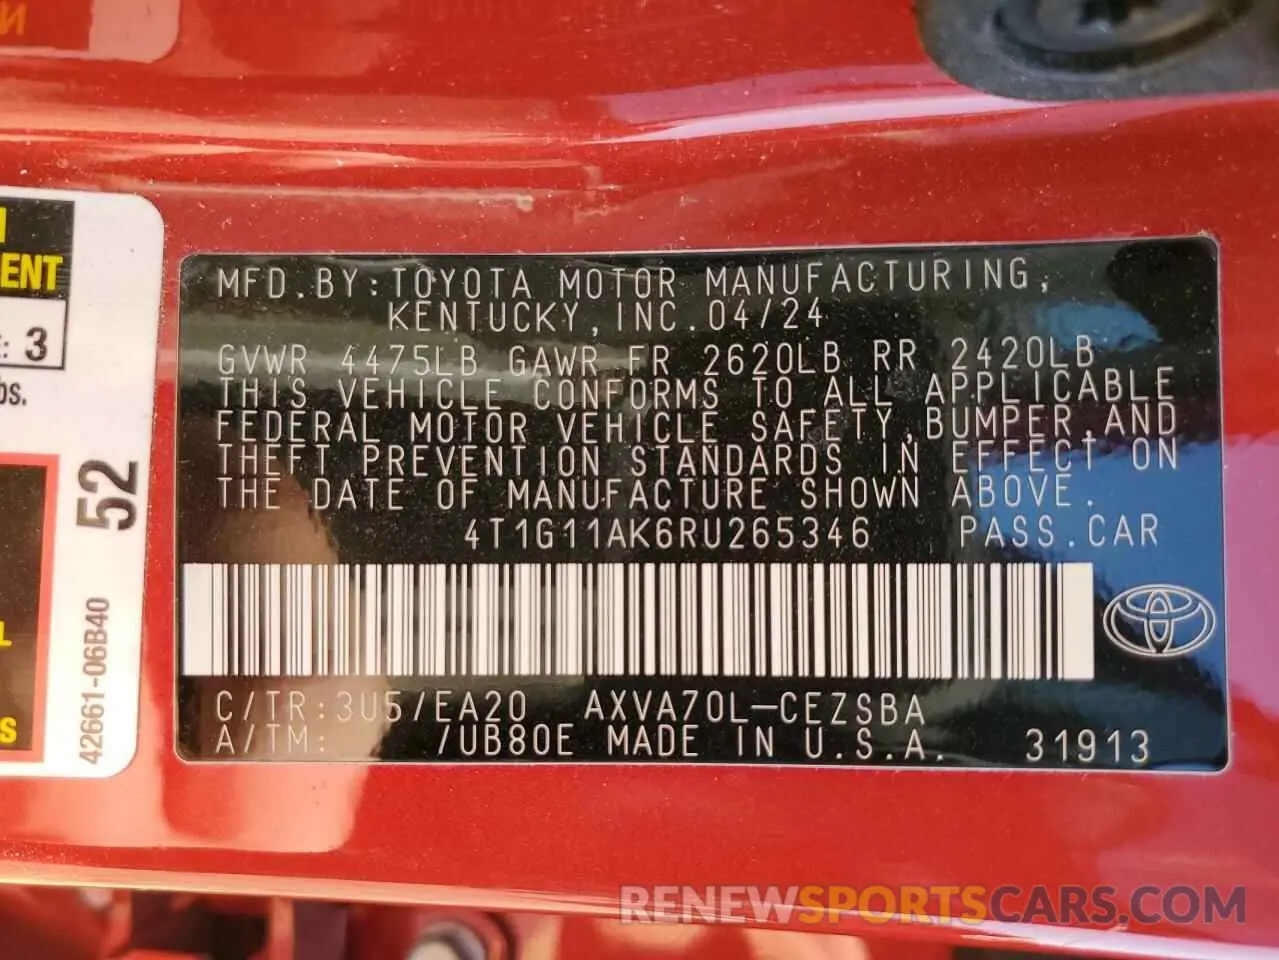 ENT
: 3
bs.
52
42661-06B40
L
S
MFD.BY:TOYOTA MOTOR MANUFACTURING,
KENTUCKY,INC.04/24
GVWR 4475LB GAWR FR 2620LB RR 2420LB
THIS VEHICLE CONFORMS TO ALL APPLICABLE
FEDERAL MOTOR VEHICLE SAFETY,BUMPER,AND
THEFT PREVENTION STANDARDS IN EFFECT ON
THE DATE OF MANUFACTURE SHOWN ABOVE.
4T1G11AK6RU265346 PASS.CAR
C/TR:3U5/EA20 AXVA70L-CEZSBA
A/TM: /UB80E MADE IN U.S.A. 31913
RENEWSPORTSCARS.COM